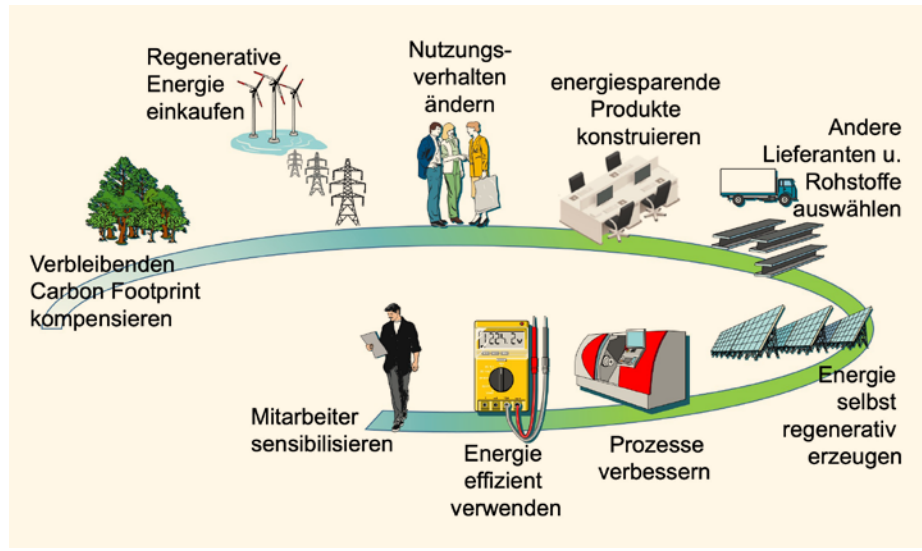 Regenerative
Energie
einkaufen
Nutzungs-
verhalten
ändern
energiesparende
Produkte
konstruieren
Andere
Lieferanten u.
Rohstoffe
auswählen
Verbleibenden
Carbon Footprint
kompensieren
Mitarbeiter
sensibilisieren
Energie
effizient
verwenden
Prozesse
verbessern
Energie
selbst
regenerativ
erzeugen